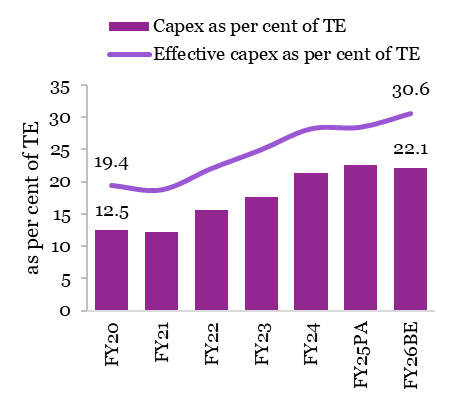 Capex as per cent of TE
Effective capex as per cent of TE
as per cent of TE
35
30
25
20
15
10
5
0
19.4
12.5
30.6
22.1
FY20
FY21
FY22
FY23
FY24
FY25PA
FY26BE